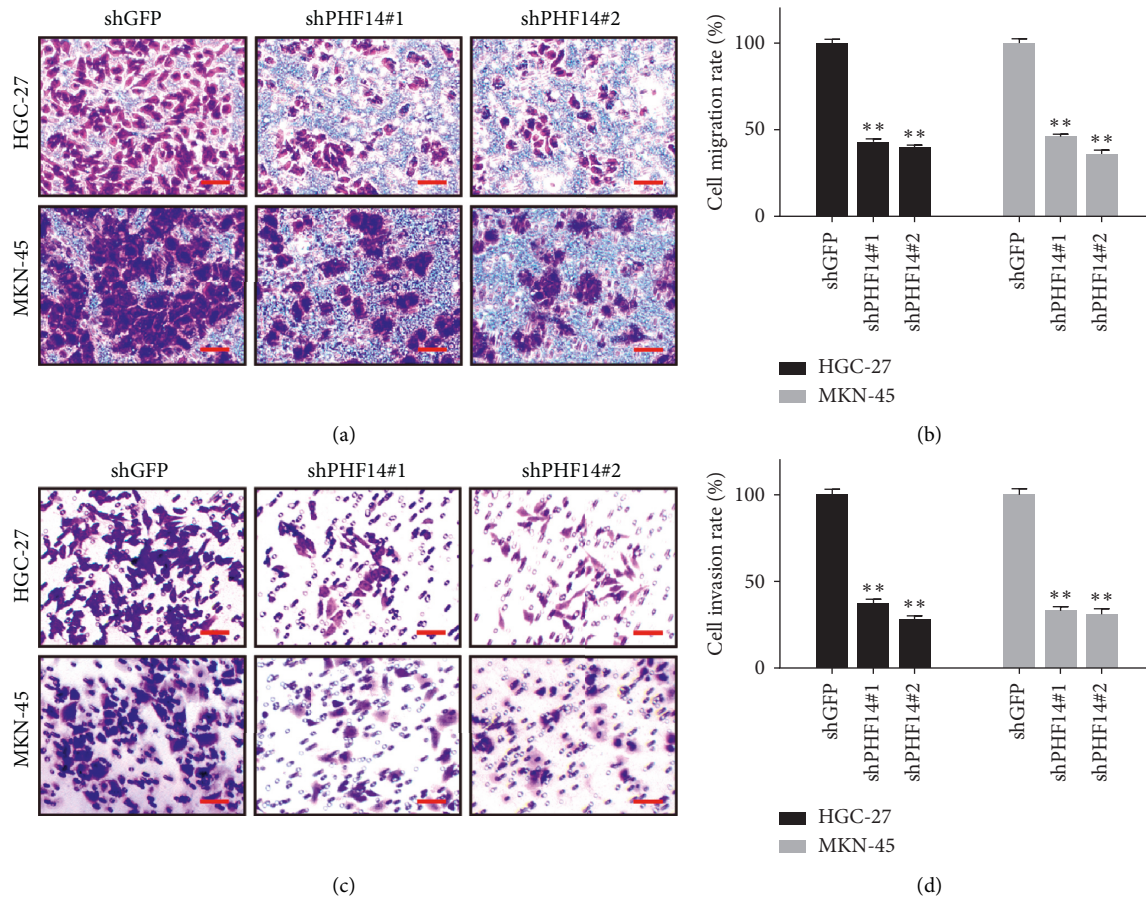 shGFP shPHF14#1 shPHF14#2
HGC-27
MKN-45
(a)
Cell migration rate (%)
100
50
0
** ** ** **
shGFP shPHF14#1 shPHF14#2 shGFP shPHF14#1 shPHF14#2
HGC-27
MKN-45
(b)
shGFP shPHF14#1 shPHF14#2
HGC-27
MKN-45
(c)
Cell invasion rate (%)
100
50
0
** ** ** **
shGFP shPHF14#1 shPHF14#2 shGFP shPHF14#1 shPHF14#2
HGC-27
MKN-45
(d)